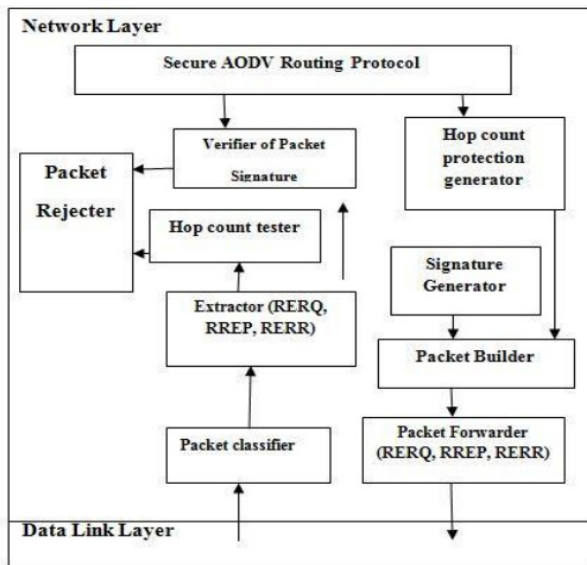 Network Layer
Secure AODV Routing Protocol
Verifier of Packet
Signature
Hop count
protection
generator
Packet
Rejecter
Hop count tester
Signature
Generator
Extractor (RERQ,
RREP, RERR)
Packet Builder
Packet classifier
Packet Forwarder
(RERQ, RREP, RERR)
Data Link Layer